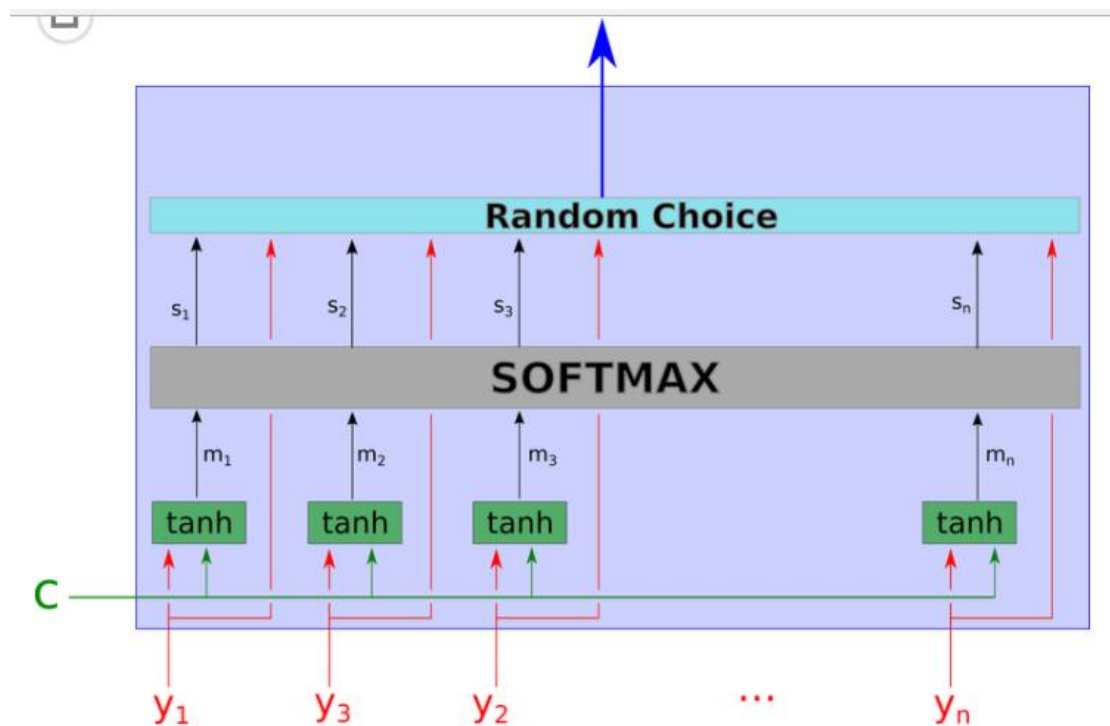 Random Choice
s₁ s₂ s₃ sₙ
SOFTMAX
m₁ m₂ m₃ mₙ
tanh tanh tanh tanh
C
y₁ y₃ y₂ ... yₙ